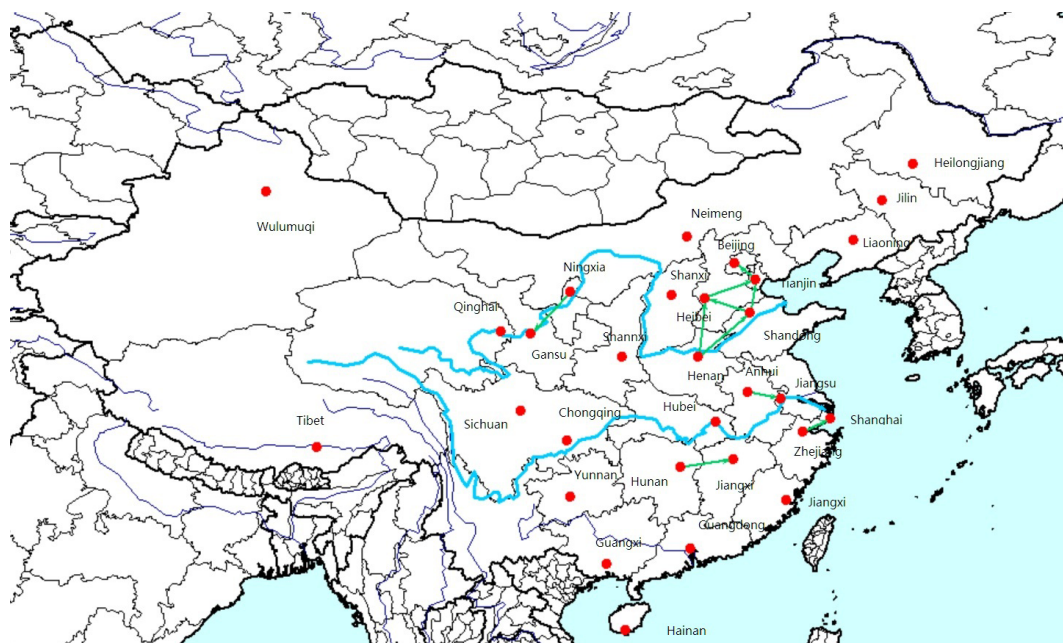 Heilongjiang
Jilin
Wulumuqi
Neimeng
Liaoning
Beijing
Ningxia
Shanxi
Tianjin
Qinghai
Heibei
Shandong
Shannxi
Gansu
Henan
Anhui
Jiangsu
Hubei
Chongqing
Shanghai
Sichuan
Tibet
Zhejiang
Yunnan
Hunan
Jiangxi
Jiangxi
Guangdong
Guangxi
Hainan